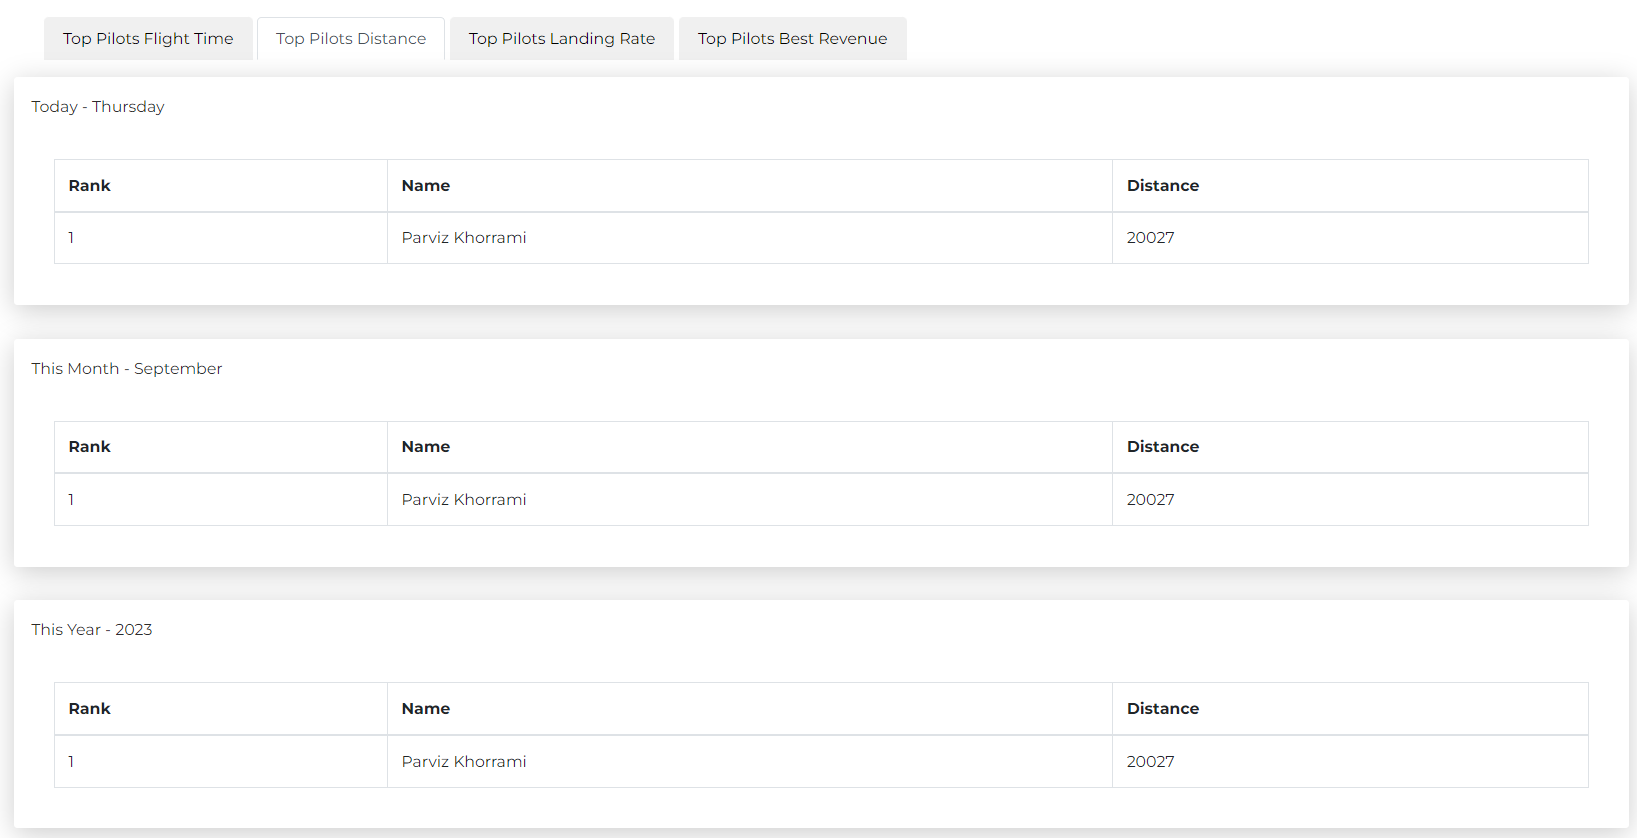 Top Pilots Flight Time Top Pilots Distance Top Pilots Landing Rate Top Pilots Best Revenue
Today - Thursday
Rank Name Distance
1 Parviz Khorrami 20027
This Month - September
Rank Name Distance
1 Parviz Khorrami 20027
This Year - 2023
Rank Name Distance
1 Parviz Khorrami 20027